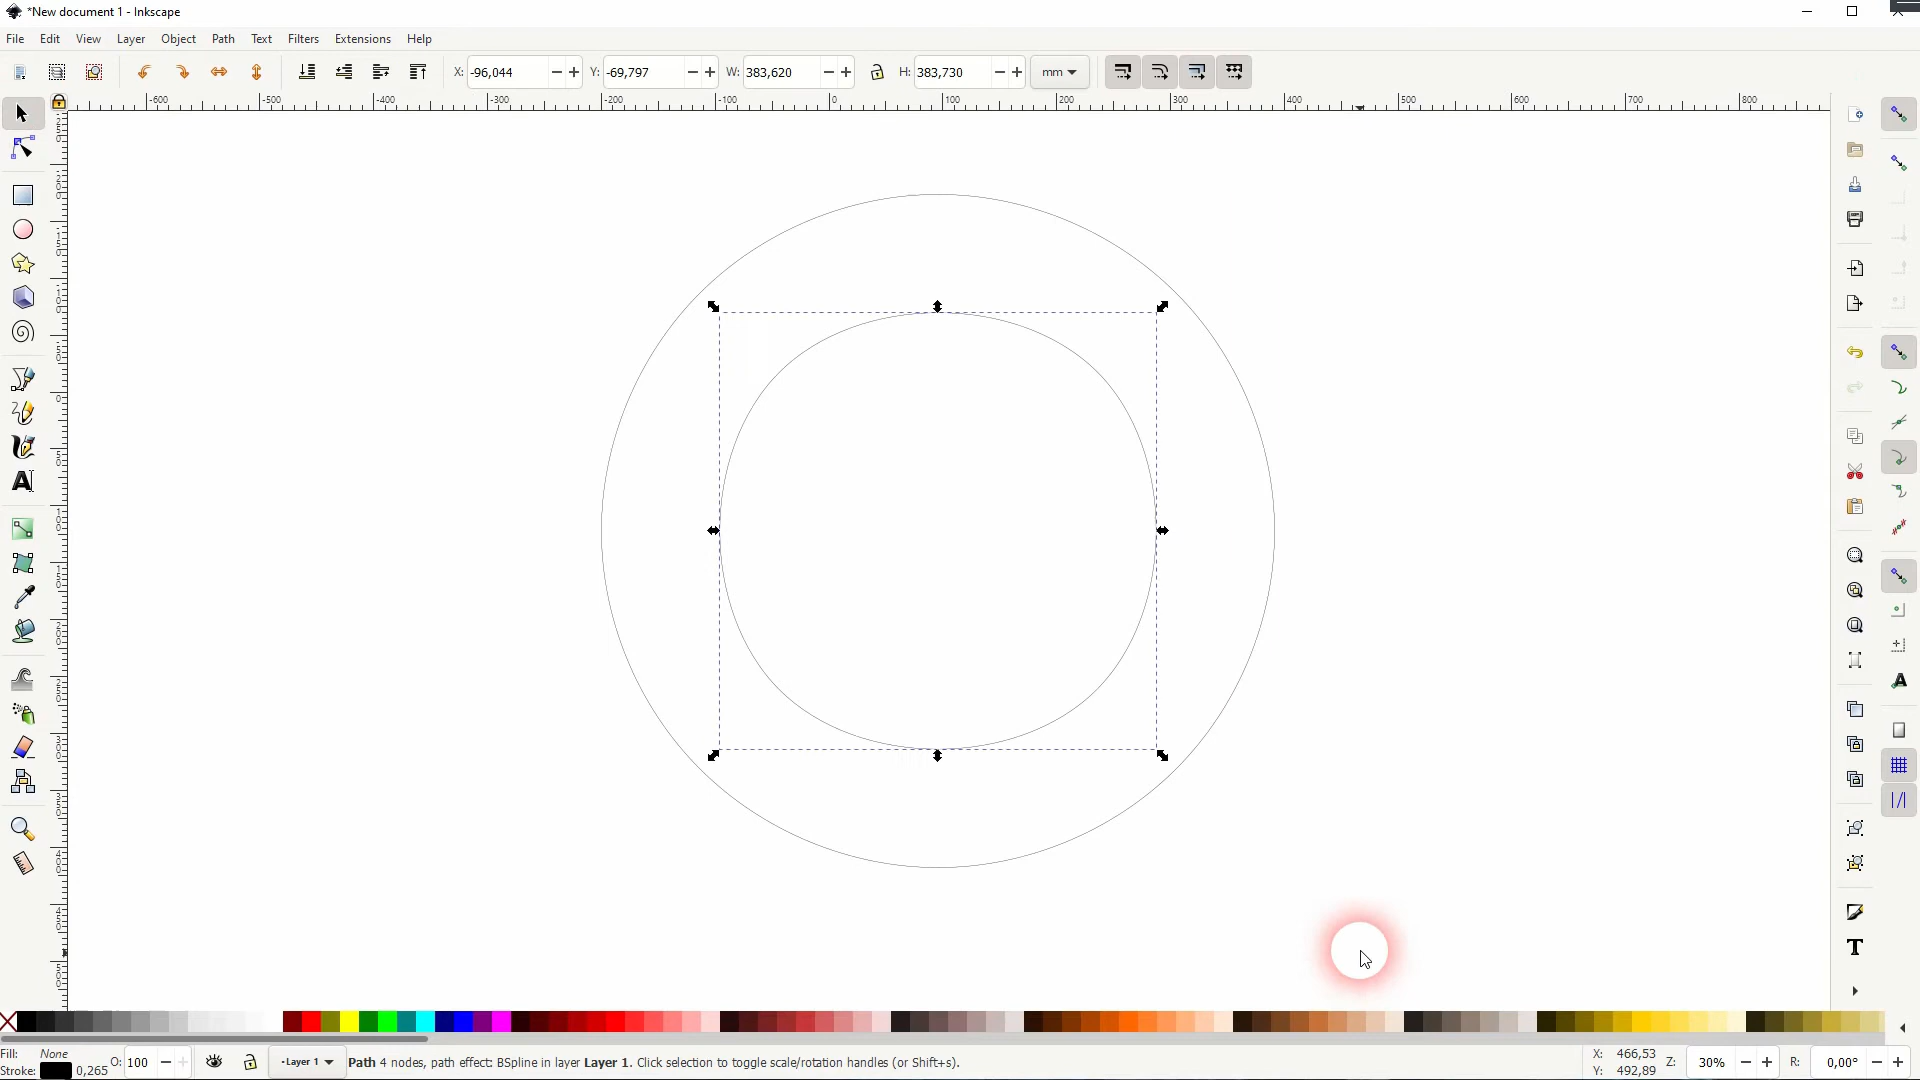 *New document 1 - Inkscape
File Edit View Layer Object Path Text Filters Extensions Help
X: -96,044 Y: -69,797 W: 383,620 H: 383,730 mm
-600 -500 -400 -300 -200 -100 0 100 200 300 400 500 600 700 800
Fill: None O: 100 Layer 1 Path 4 nodes, path effect: BSpline in layer Layer 1. Click selection to toggle scale/rotation handles (or Shift+s). X: 466,53 Z: 30% R: 0,00°
Stroke: 0,265 Y: 492,89